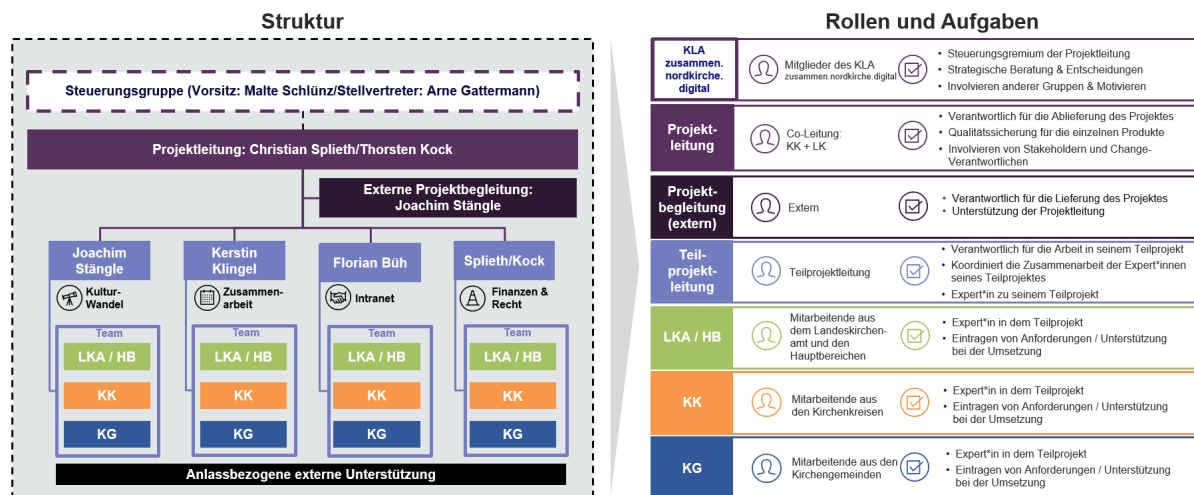 Struktur
Steuerungsgruppe (Vorsitz: Malte Schlünz/Stellvertreter: Arne Gattermann)
Projektleitung: Christian Splieth/Thorsten Kock
Externe Projektbegleitung:
Joachim Stängle
Joachim
Stängle
Kultur-
Wandel
Team
LKA / HB
KK
KG
Kerstin
Klingel
Zusammen-
arbeit
Team
LKA / HB
KK
KG
Florian Büh
Intranet
Team
LKA / HB
KK
KG
Splieth/Kock
Finanzen &
Recht
Team
LKA / HB
KK
KG
Anlassbezogene externe Unterstützung
Rollen und Aufgaben
KLA
zusammen.
nordkirche.
digital
Mitglieder des KLA
zusammen.nordkirche.digital
• Steuerungsgremium der Projektleitung
• Strategische Beratung & Entscheidungen
• Involvieren anderer Gruppen & Motivieren
Projekt-
leitung
Co-Leitung:
KK + LK
• Verantwortlich für die Ablieferung des Projektes
• Qualitätssicherung für die einzelnen Produkte
• Involvieren von Stakeholdern und Change-
Verantwortlichen
Projekt-
begleitung
(extern)
Extern
• Verantwortlich für die Lieferung des Projektes
• Unterstützung der Projektleitung
Teil-
projekt-
leitung
Teilprojektleitung
• Verantwortlich für die Arbeit in seinem Teilprojekt
• Koordiniert die Zusammenarbeit der Expert*innen
seines Teilprojektes
• Expert*in zu seinem Teilprojekt
LKA / HB
Mitarbeitende aus
dem Landeskirchen-
amt und den
Hauptbereichen
• Expert*in in dem Teilprojekt
• Eintragen von Anforderungen / Unterstützung
bei der Umsetzung
KK
Mitarbeitende aus
den Kirchenkreisen
• Expert*in in dem Teilprojekt
• Eintragen von Anforderungen / Unterstützung
bei der Umsetzung
KG
Mitarbeitende aus den
Kirchengemeinden
• Expert*in in dem Teilprojekt
• Eintragen von Anforderungen / Unterstützung
bei der Umsetzung